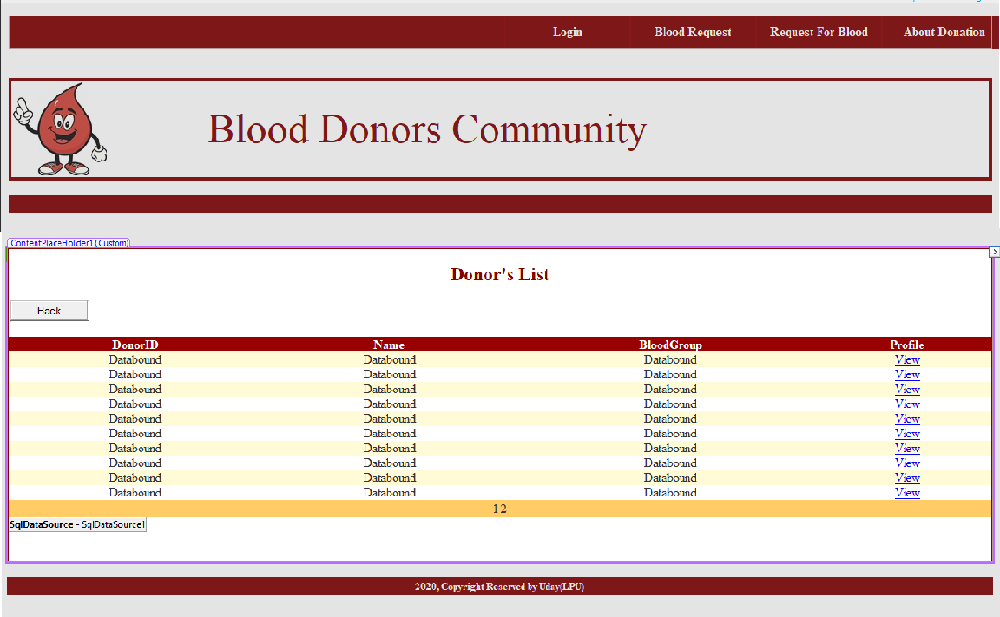 Login Blood Request Request For Blood About Donation
Blood Donors Community
ContentPlaceHolder1(Custom)
Donor's List
Hack
DonorID Name BloodGroup Profile
Databound Databound Databound View
Databound Databound Databound View
Databound Databound Databound View
Databound Databound Databound View
Databound Databound Databound View
Databound Databound Databound View
Databound Databound Databound View
Databound Databound Databound View
Databound Databound Databound View
Databound Databound Databound View
1 2
SqlDataSource - SqlDataSource1
2020, Copyright Reserved by Uday(LPU)